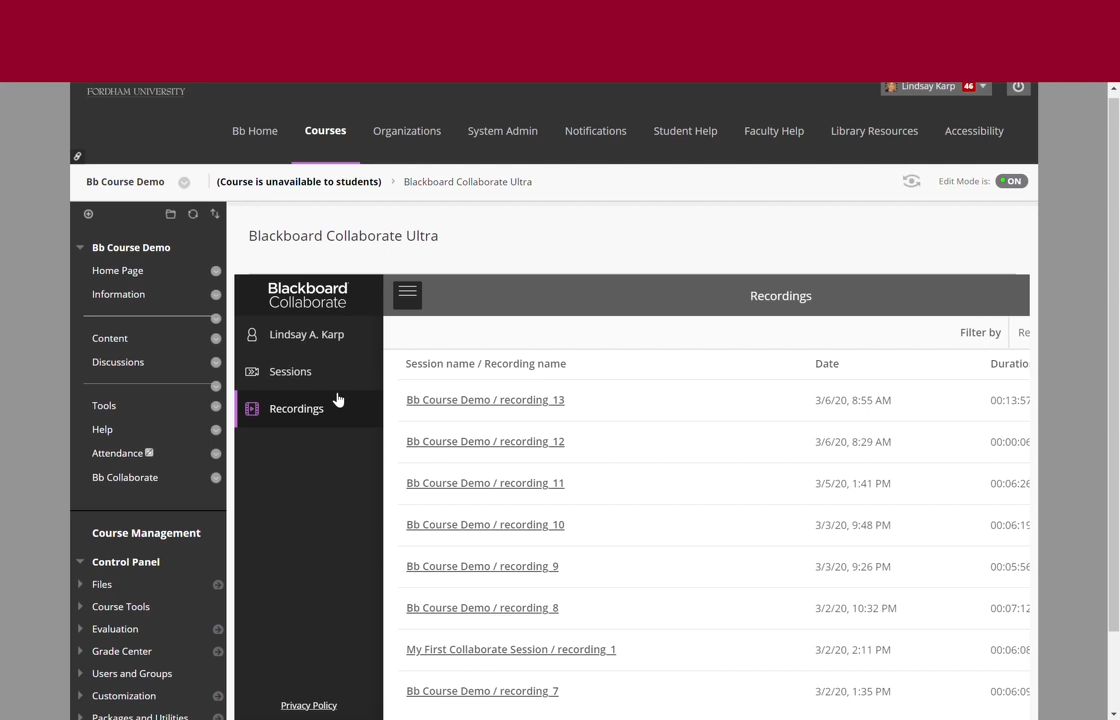 FORDHAM UNIVERSITY
Lindsay Karp 46
Bb Home Courses Organizations System Admin Notifications Student Help Faculty Help Library Resources Accessibility
Bb Course Demo (Course is unavailable to students) Blackboard Collaborate Ultra Edit Mode is: ON
Bb Course Demo
Home Page
Information
Content
Discussions
Tools
Help
Attendance
Bb Collaborate
Course Management
Control Panel
Files
Course Tools
Evaluation
Grade Center
Users and Groups
Customization
Packages and Utilities
Blackboard Collaborate Ultra
Blackboard
Collaborate
Lindsay A. Karp
Sessions
Recordings
Privacy Policy
Recordings
Filter by Re
Session name / Recording name Date Duratio
Bb Course Demo / recording_13 3/6/20, 8:55 AM 00:13:57
Bb Course Demo / recording_12 3/6/20, 8:29 AM 00:00:06
Bb Course Demo / recording_11 3/5/20, 1:41 PM 00:06:26
Bb Course Demo / recording_10 3/3/20, 9:48 PM 00:06:19
Bb Course Demo / recording_9 3/3/20, 9:26 PM 00:05:56
Bb Course Demo / recording_8 3/2/20, 10:32 PM 00:07:12
My First Collaborate Session / recording_1 3/2/20, 2:11 PM 00:06:08
Bb Course Demo / recording_7 3/2/20, 1:35 PM 00:06:09